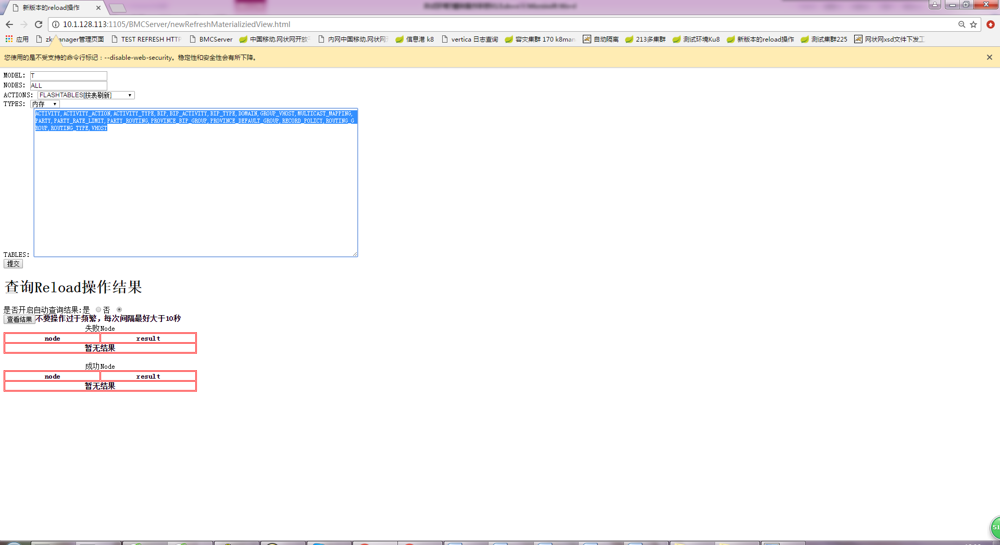 新版本的reload操作
10.1.128.113:1105/BMCServer/newRefreshMaterializiedView.html
应用 zkmanager管理页面 TEST REFRESH HTTP BMCServer 中国移动.网状网开放 内网中国移动.网状网 信息港 k8 vertica 日志查询 容灾集群 170 k8man 自动隔离 213多集群 测试环境Ku8 新版本的reload操作 测试集群225 网状网xsd文件下发工
您使用的是不受支持的命令行标记：--disable-web-security。稳定性和安全性会有所下降。
MODEL: T
NODES: ALL
ACTIONS: FLASHTABLES[按表刷新]
TYPES: 内存
ACTIVITY,ACTIVITY_ACTION,ACTIVITY_TYPE,BIP,BIP_ACTIVITY,BIP_TYPE,DOMAIN,GROUP_VHOST,MULTICAST_MAPPING,
PARTY,PARTY_RATE_LIMIT,PARTY_ROUTING,PROVINCE_BIP_GROUP,PROVINCE_DEFAULT_GROUP,RECORD_POLICY,ROUTING_G
ROUP,ROUTING_TYPE,VHOST
TABLES:
提交
查询Reload操作结果
是否开启自动查询结果:是 否
查看结果 不要操作过于频繁，每次间隔最好大于10秒
失败Node
node result
暂无结果
成功Node
node result
暂无结果
51